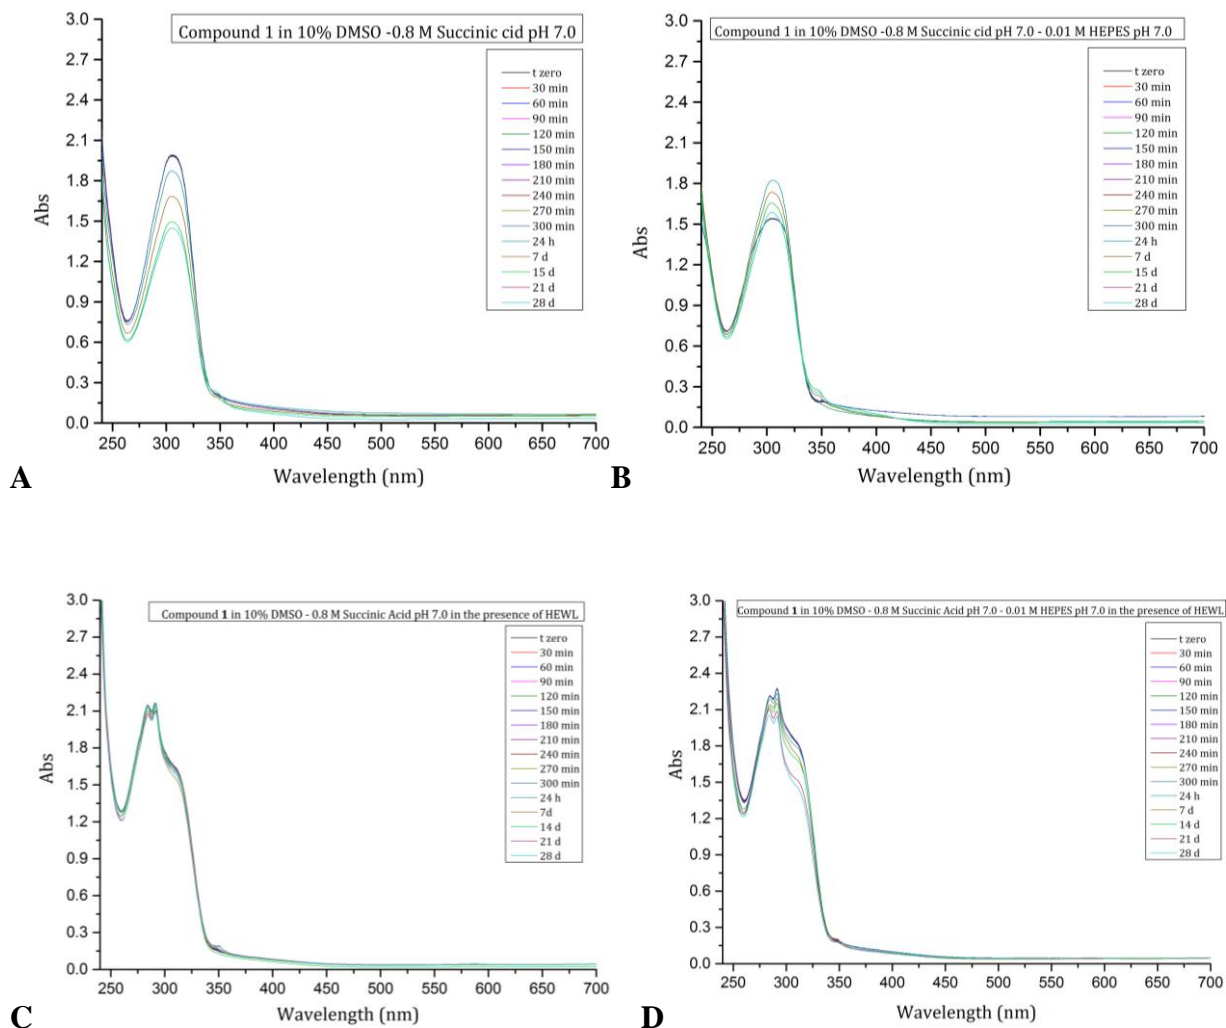 Compound 1 in 10% DMSO -0.8 M Succinic cid pH 7.0
3.0
2.7
2.4
2.1
1.8
1.5
1.2
0.9
0.6
0.3
0.0
Abs
t zero
30 min
60 min
90 min
120 min
150 min
180 min
210 min
240 min
270 min
300 min
24 h
7 d
15 d
21 d
28 d
250 300 350 400 450 500 550 600 650 700
Wavelength (nm)
A
Compound 1 in 10% DMSO -0.8 M Succinic cid pH 7.0 - 0.01 M HEPES pH 7.0
3.0
2.7
2.4
2.1
1.8
1.5
1.2
0.9
0.6
0.3
0.0
Abs
t zero
30 min
60 min
90 min
120 min
150 min
180 min
210 min
240 min
270 min
300 min
24 h
7 d
15 d
21 d
28 d
250 300 350 400 450 500 550 600 650 700
Wavelength (nm)
B
Compound 1 in 10% DMSO - 0.8 M Succinic Acid pH 7.0 in the presence of HEWL
3.0
2.7
2.4
2.1
1.8
1.5
1.2
0.9
0.6
0.3
0.0
Abs
t zero
30 min
60 min
90 min
120 min
150 min
180 min
210 min
240 min
270 min
300 min
24 h
7d
14 d
21 d
28 d
250 300 350 400 450 500 550 600 650 700
Wavelength (nm)
C
Compound 1 in 10% DMSO - 0.8 M Succinic Acid pH 7.0 - 0.01 M HEPES pH 7.0 in the presence of HEWL
3.0
2.7
2.4
2.1
1.8
1.5
1.2
0.9
0.6
0.3
0.0
Abs
t zero
30 min
60 min
90 min
120 min
150 min
180 min
210 min
240 min
270 min
300 min
24 h
7 d
14 d
21 d
28 d
250 300 350 400 450 500 550 600 650 700
Wavelength (nm)
D